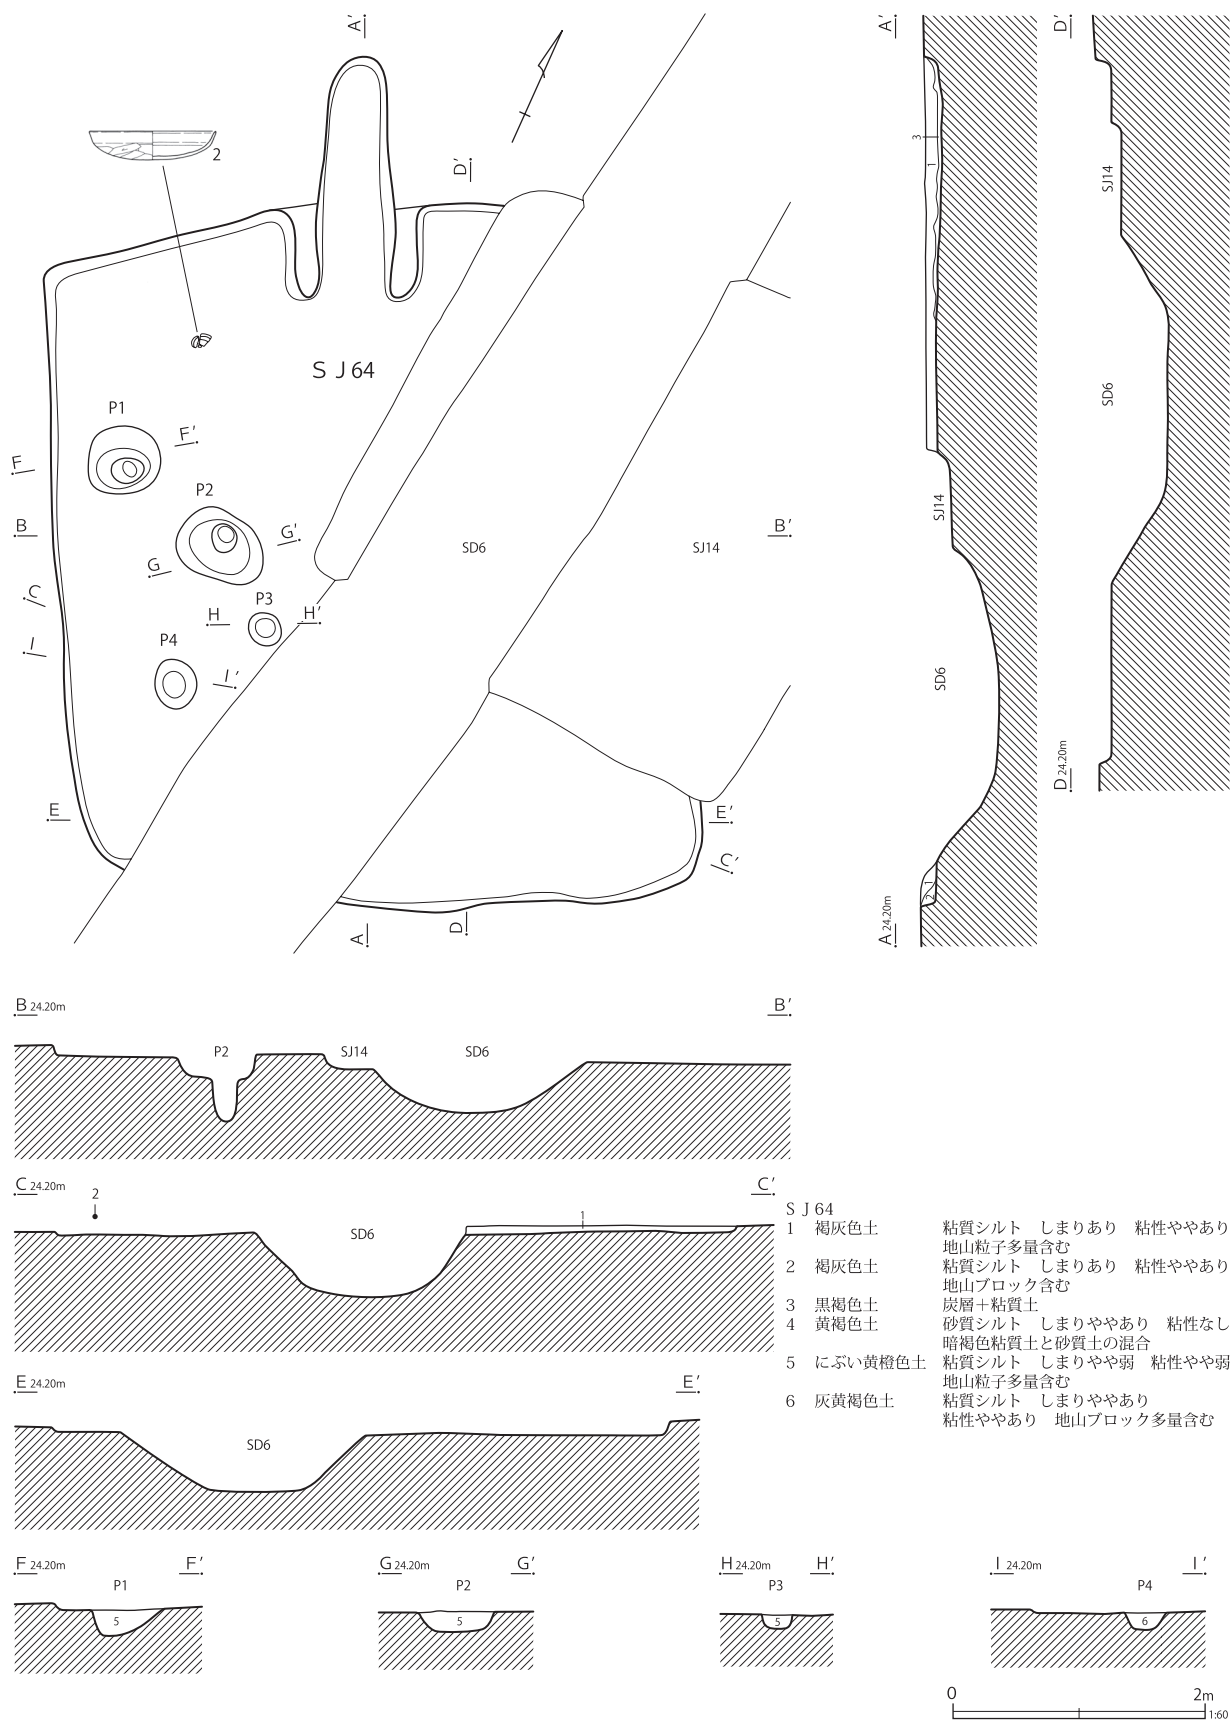 A′
A′
D′
2
D′
3
1
SJ14
S J 64
P1
F′
F
SD6
P2
B
G′
SD6
SJ14
B′
SJ14
G
C
P3
H
H′
I
P4
I′
SD6
E
E′
C′
D 24.20m
1
2
A
D
A 24.20m
B 24.20m
B′
P2
SJ14
SD6
C 24.20m
C′
2
SD6
1
S J 64
1 褐灰色土 粘質シルト しまりあり 粘性ややあり
地山粒子多量含む
2 褐灰色土 粘質シルト しまりあり 粘性ややあり
地山ブロック含む
3 黒褐色土 炭層＋粘質土
4 黄褐色土 砂質シルト しまりややあり 粘性なし
暗褐色粘質土と砂質土の混合
5 にぶい黄橙色土 粘質シルト しまりやや弱 粘性やや弱
地山粒子多量含む
6 灰黄褐色土 粘質シルト しまりややあり
粘性ややあり 地山ブロック多量含む
E 24.20m
E′
SD6
F 24.20m
F′
P1
5
G 24.20m
G′
P2
5
H 24.20m
H′
P3
5
I 24.20m
I′
P4
6
0
2m
1:60